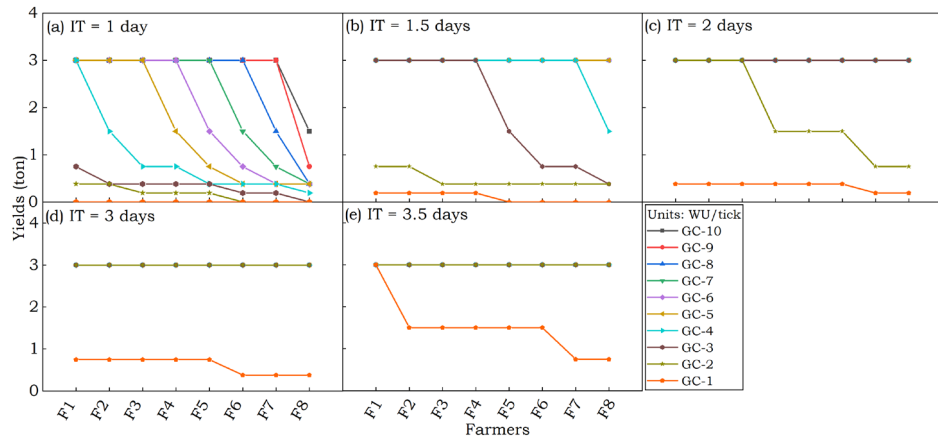 (a) IT = 1 day
(b) IT = 1.5 days
(c) IT = 2 days
4
3
2
1
0
Yields (ton)
(d) IT = 3 days
(e) IT = 3.5 days
4
3
2
1
0
F1 F2 F3 F4 F5 F6 F7 F8
F1 F2 F3 F4 F5 F6 F7 F8
Farmers
Units: WU/tick
GC-10
GC-9
GC-8
GC-7
GC-6
GC-5
GC-4
GC-3
GC-2
GC-1